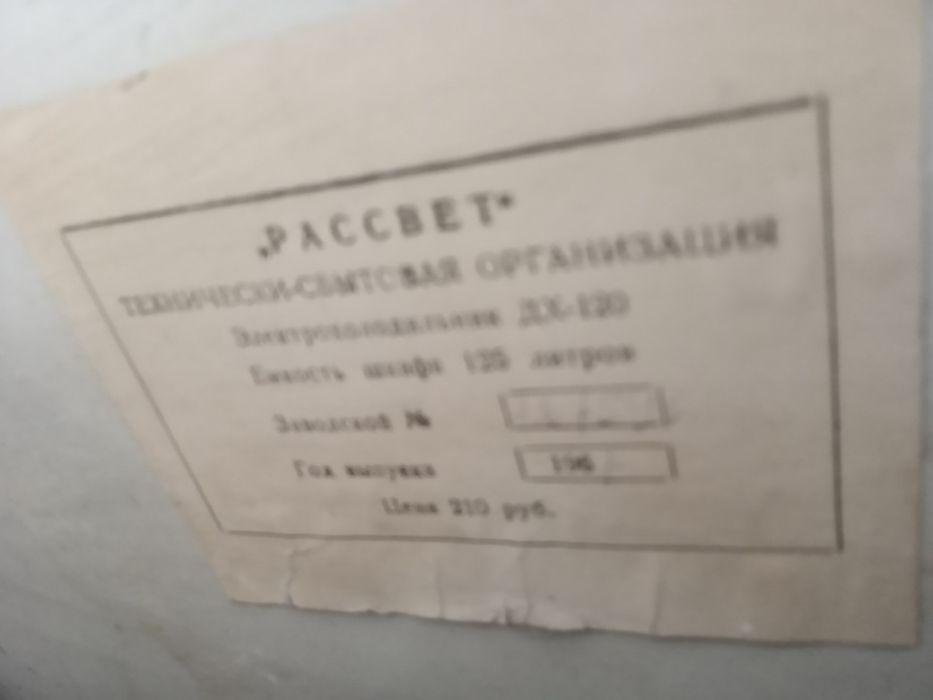 „РАССВЕТ"
ТЕХНИЧЕСКИ-СБЫТОВАЯ ОРГАНИЗАЦИЯ
Электрохолодильник ДХ-120
Емкость шкафа 125 литров
Заводской №
Год выпуска 196
Цена 210 руб.